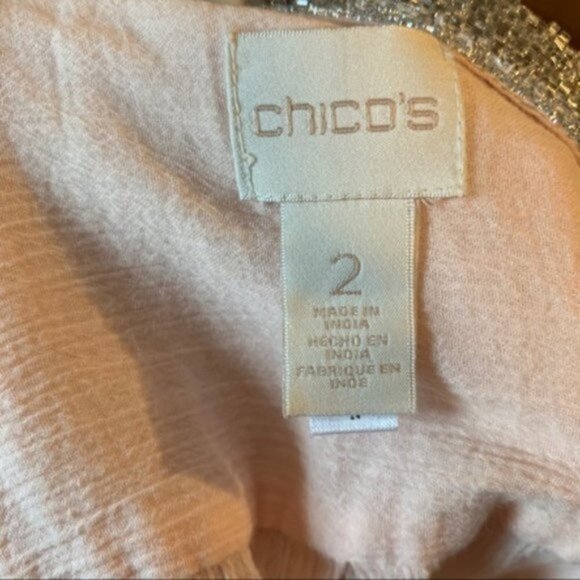 chico's
2
MADE IN
INDIA
HECHO EN
INDIA
FABRIQUE EN
INDE